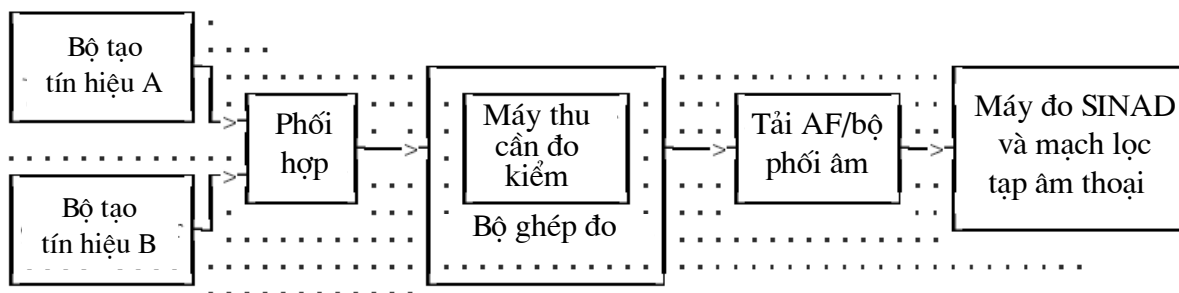 Bộ tạo
tín hiệu A
Bộ tạo
tín hiệu B
Phối
hợp
Máy thu
cần đo
kiểm
Bộ ghép đo
Tải AF/bộ
phối âm
Máy đo SINAD
và mạch lọc
tạp âm thoại